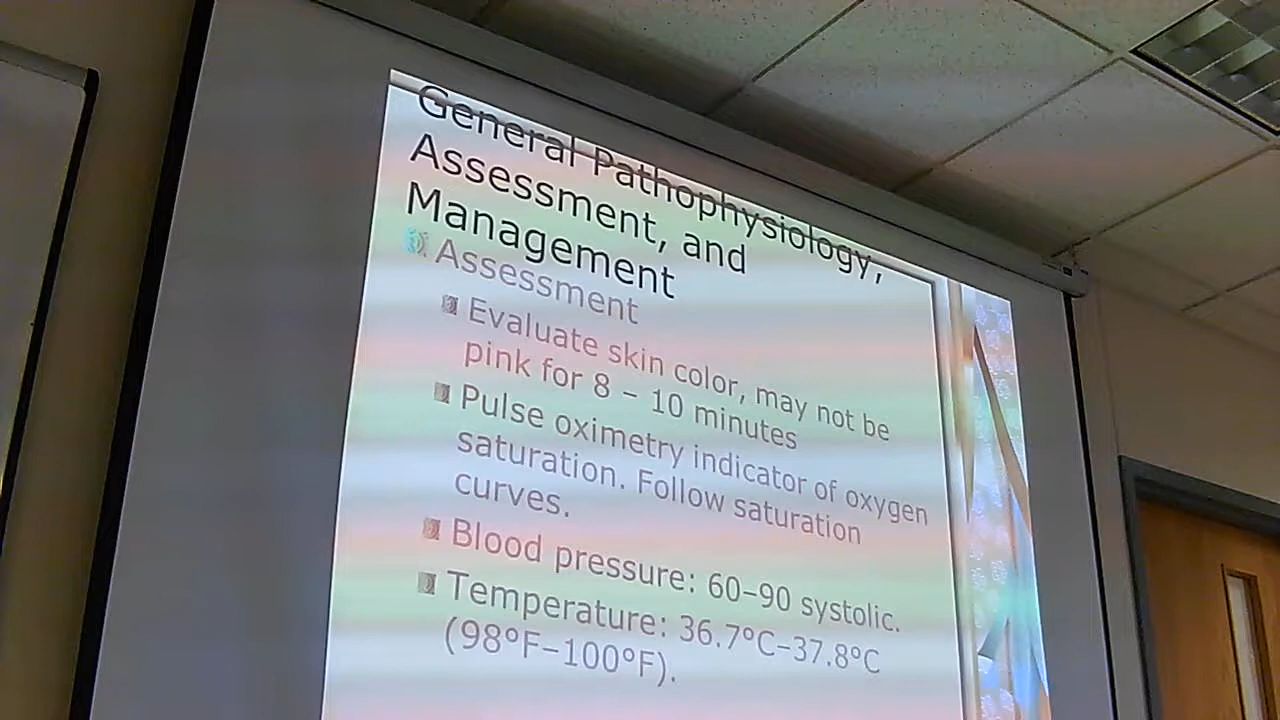 General Pathophysiology,
Assessment, and
Management
Assessment
Evaluate skin color, may not be
pink for 8 – 10 minutes
Pulse oximetry indicator of oxygen
saturation. Follow saturation
curves.
Blood pressure: 60–90 systolic.
Temperature: 36.7°C–37.8°C
(98°F–100°F).